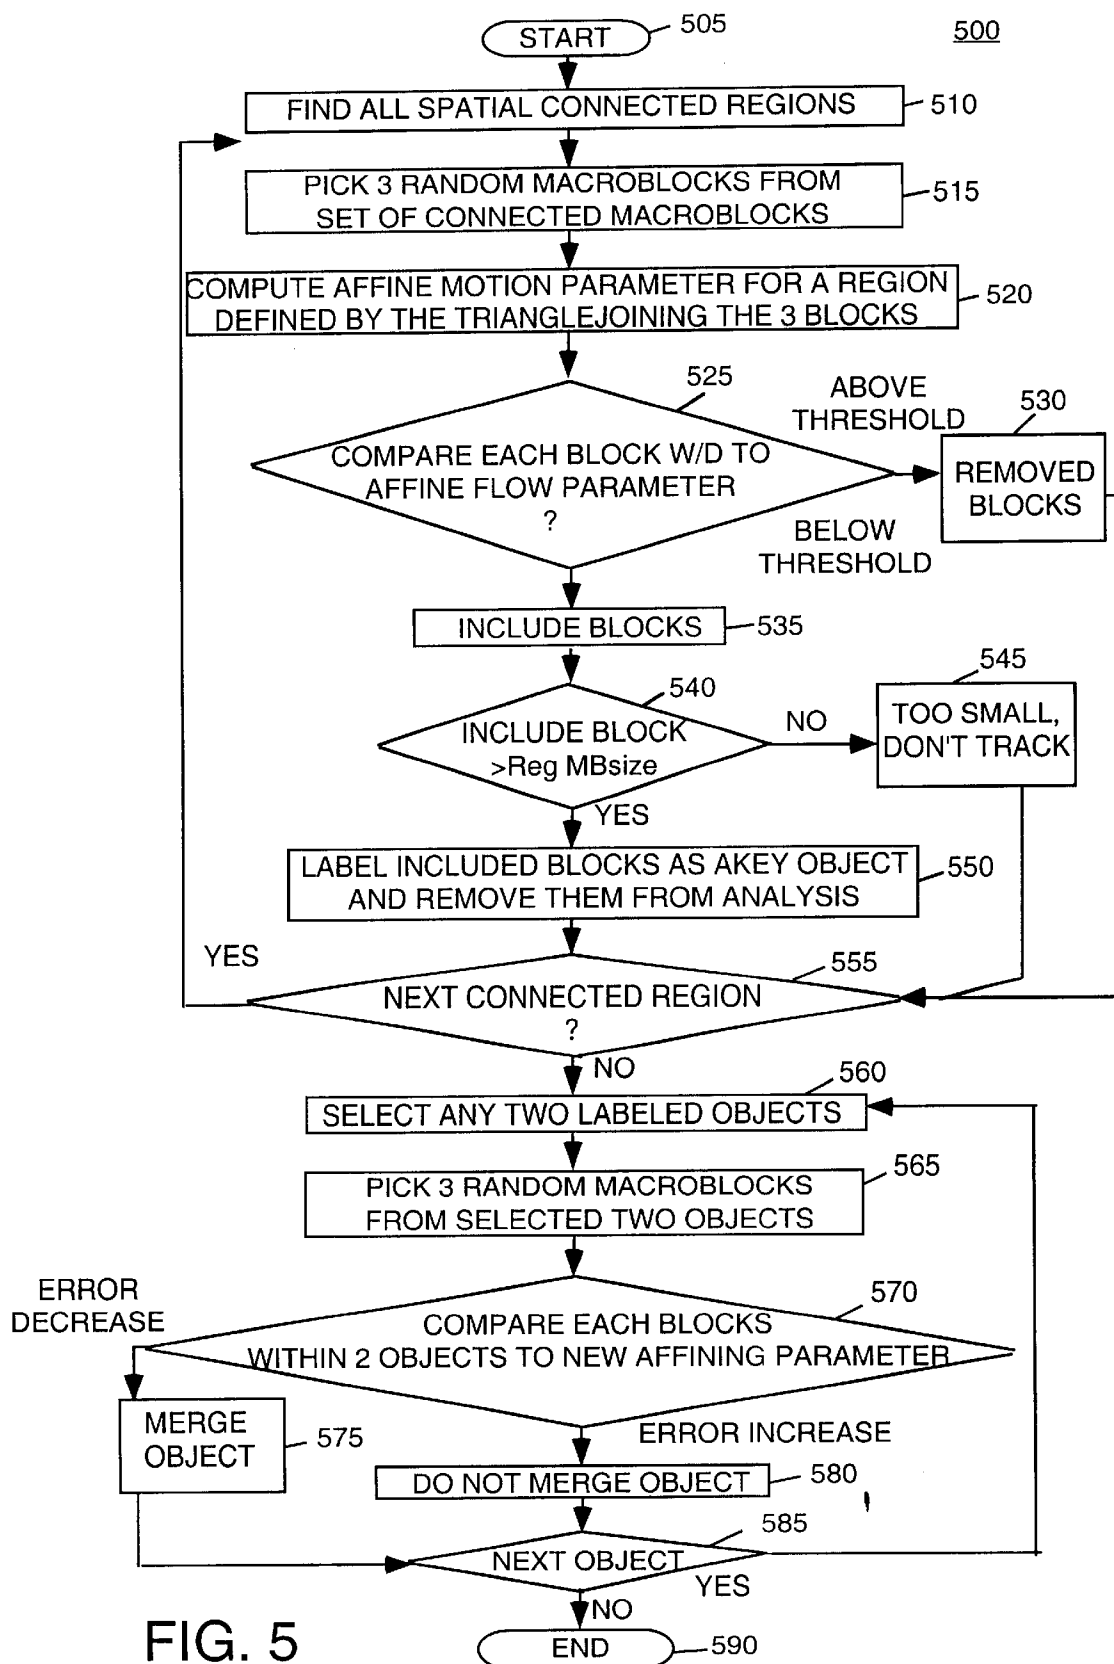 START
505
500
FIND ALL SPATIAL CONNECTED REGIONS
510
PICK 3 RANDOM MACROBLOCKS FROM
SET OF CONNECTED MACROBLOCKS
515
COMPUTE AFFINE MOTION PARAMETER FOR A REGION
DEFINED BY THE TRIANGLEJOINING THE 3 BLOCKS
520
525
ABOVE
THRESHOLD
530
COMPARE EACH BLOCK W/D TO
AFFINE FLOW PARAMETER
?
REMOVED
BLOCKS
BELOW
THRESHOLD
INCLUDE BLOCKS
535
540
545
INCLUDE BLOCK
>Reg MBsize
NO
TOO SMALL,
DON'T TRACK
YES
LABEL INCLUDED BLOCKS AS AKEY OBJECT
AND REMOVE THEM FROM ANALYSIS
550
YES
555
NEXT CONNECTED REGION
?
NO
560
SELECT ANY TWO LABELED OBJECTS
565
PICK 3 RANDOM MACROBLOCKS
FROM SELECTED TWO OBJECTS
ERROR
DECREASE
570
COMPARE EACH BLOCKS
WITHIN 2 OBJECTS TO NEW AFFINING PARAMETER
MERGE
OBJECT
575
ERROR INCREASE
DO NOT MERGE OBJECT
580
585
NEXT OBJECT
YES
NO
END
590
FIG. 5